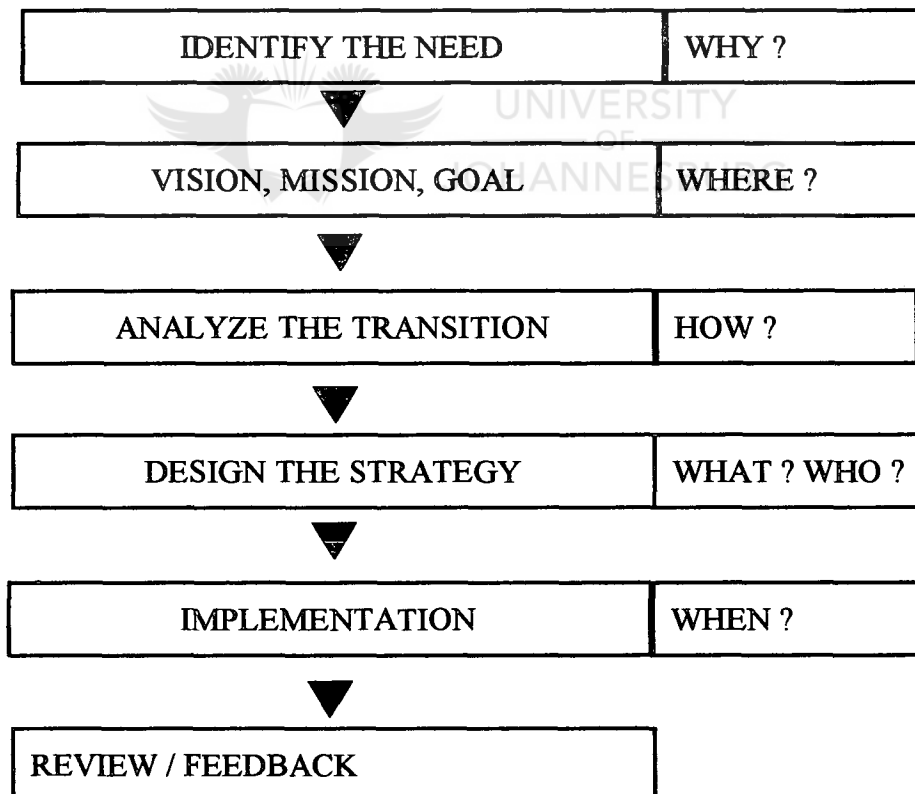 IDENTIFY THE NEED WHY ?
UNIVERSITY
OF
JOHANNESBURG
VISION, MISSION, GOAL WHERE ?
ANALYZE THE TRANSITION HOW ?
DESIGN THE STRATEGY WHAT ? WHO ?
IMPLEMENTATION WHEN ?
REVIEW / FEEDBACK